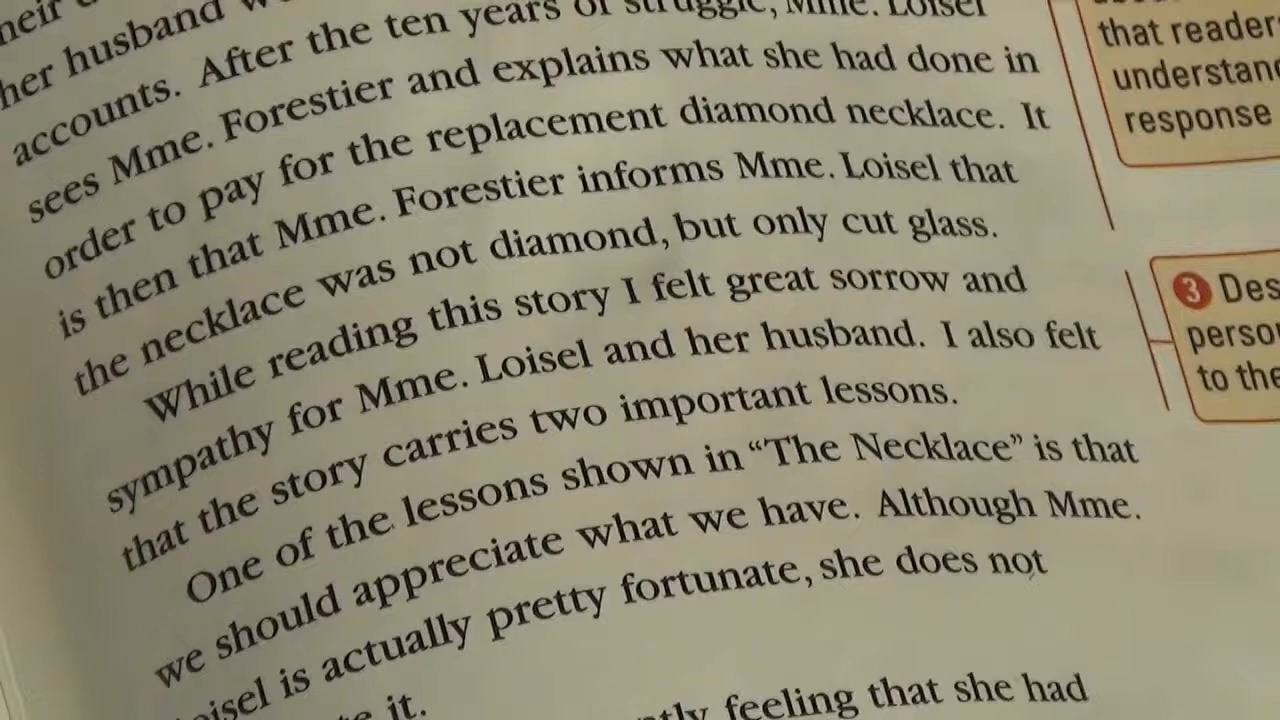 her husband
accounts. After the ten years of struggle, Mme. Loisel
sees Mme. Forestier and explains what she had done in
order to pay for the replacement diamond necklace. It
is then that Mme. Forestier informs Mme. Loisel that
the necklace was not diamond, but only cut glass.
While reading this story I felt great sorrow and
sympathy for Mme. Loisel and her husband. I also felt
that the story carries two important lessons.
One of the lessons shown in “The Necklace” is that
we should appreciate what we have. Although Mme.
is actually pretty fortunate, she does not
it.
feeling that she had
that reader
understand
response
3 Des
perso
to the